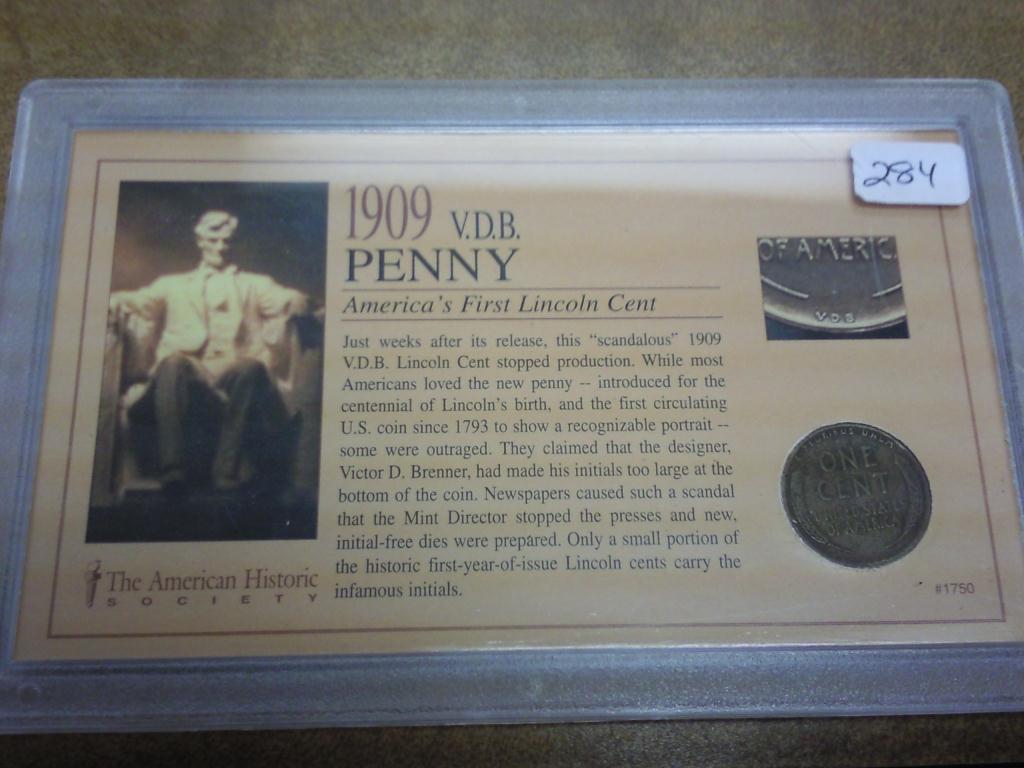 284
1909 V.D.B.
PENNY
America's First Lincoln Cent
Just weeks after its release, this "scandalous" 1909
V.D.B. Lincoln Cent stopped production. While most
Americans loved the new penny -- introduced for the
centennial of Lincoln's birth, and the first circulating
U.S. coin since 1793 to show a recognizable portrait --
some were outraged. They claimed that the designer,
Victor D. Brenner, had made his initials too large at the
bottom of the coin. Newspapers caused such a scandal
that the Mint Director stopped the presses and new,
initial-free dies were prepared. Only a small portion of
the historic first-year-of-issue Lincoln cents carry the
infamous initials.
The American Historic
SOCIETY
OF AMERIC
V.D.B
ONE
CENT
UNITED STATES
OF AMERICA
#1750